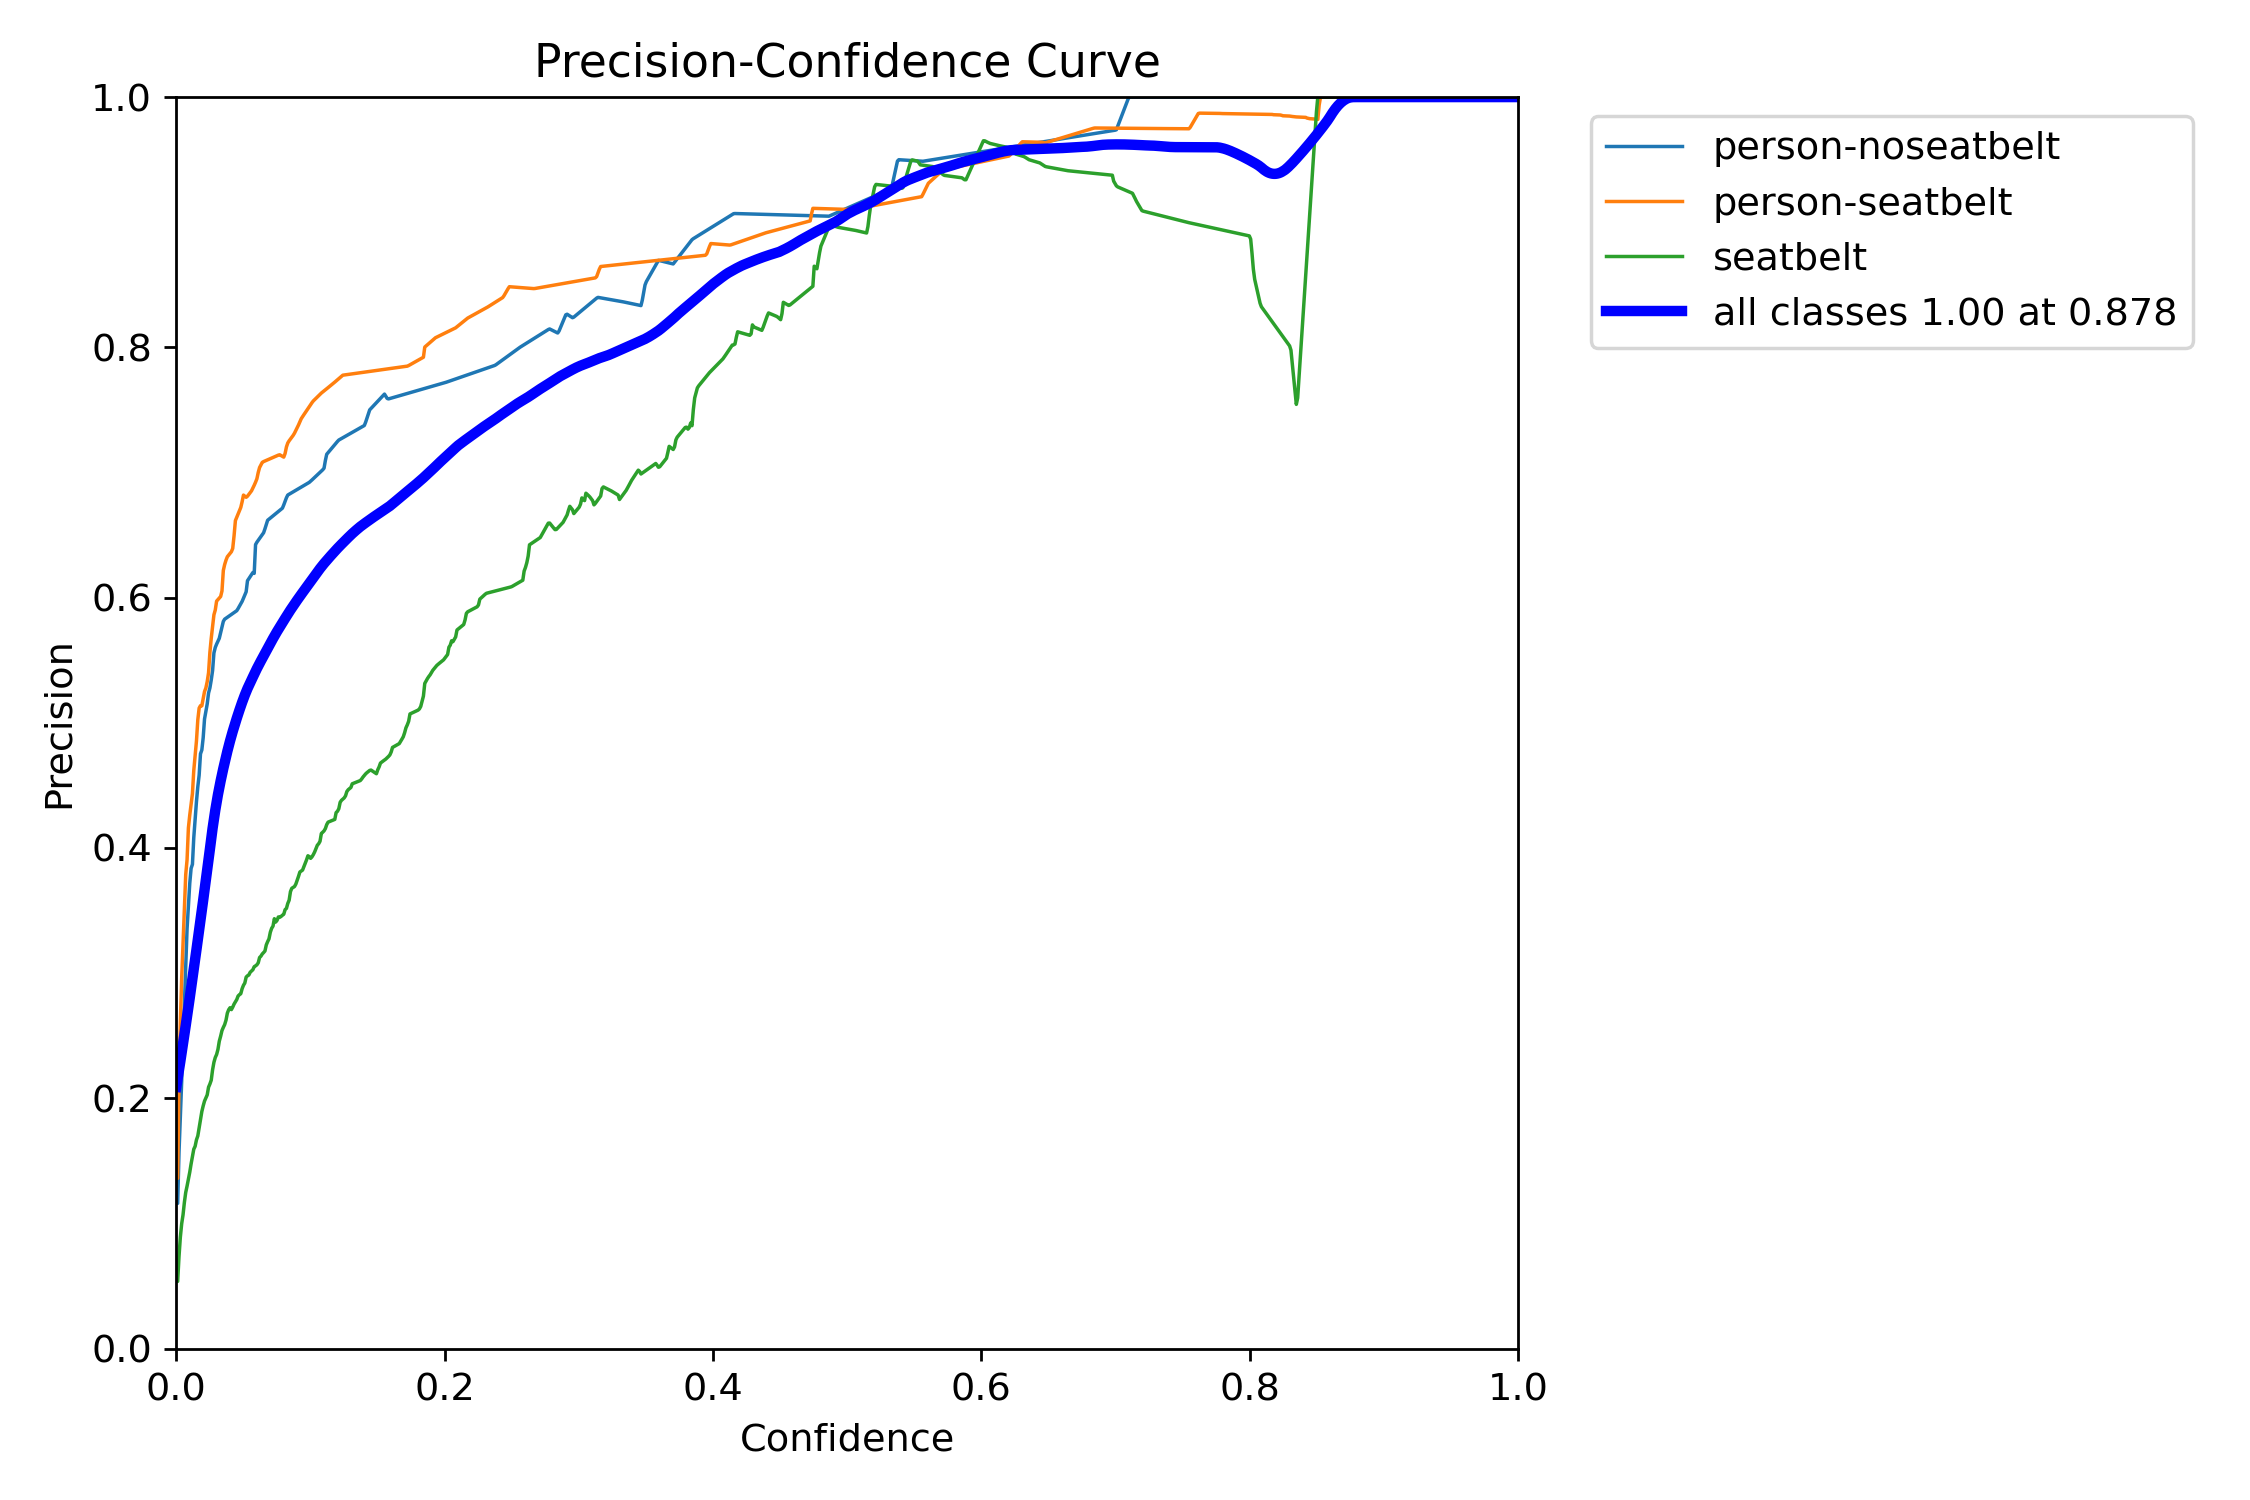 Precision-Confidence Curve
1.0
0.8
0.6
0.4
0.2
0.0
Precision
0.0 0.2 0.4 0.6 0.8 1.0
Confidence
person-noseatbelt
person-seatbelt
seatbelt
all classes 1.00 at 0.878